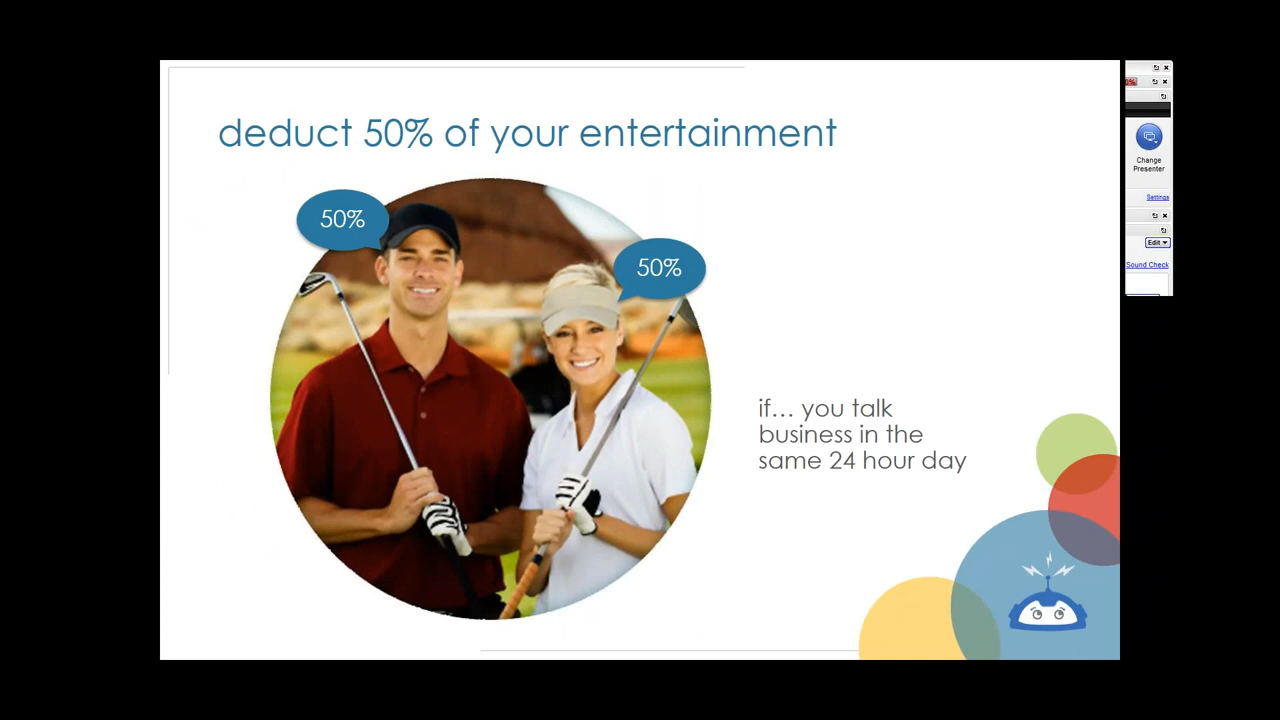 deduct 50% of your entertainment
50%
50%
if... you talk
business in the
same 24 hour day
Change
Presenter
Settings
Edit
Sound Check